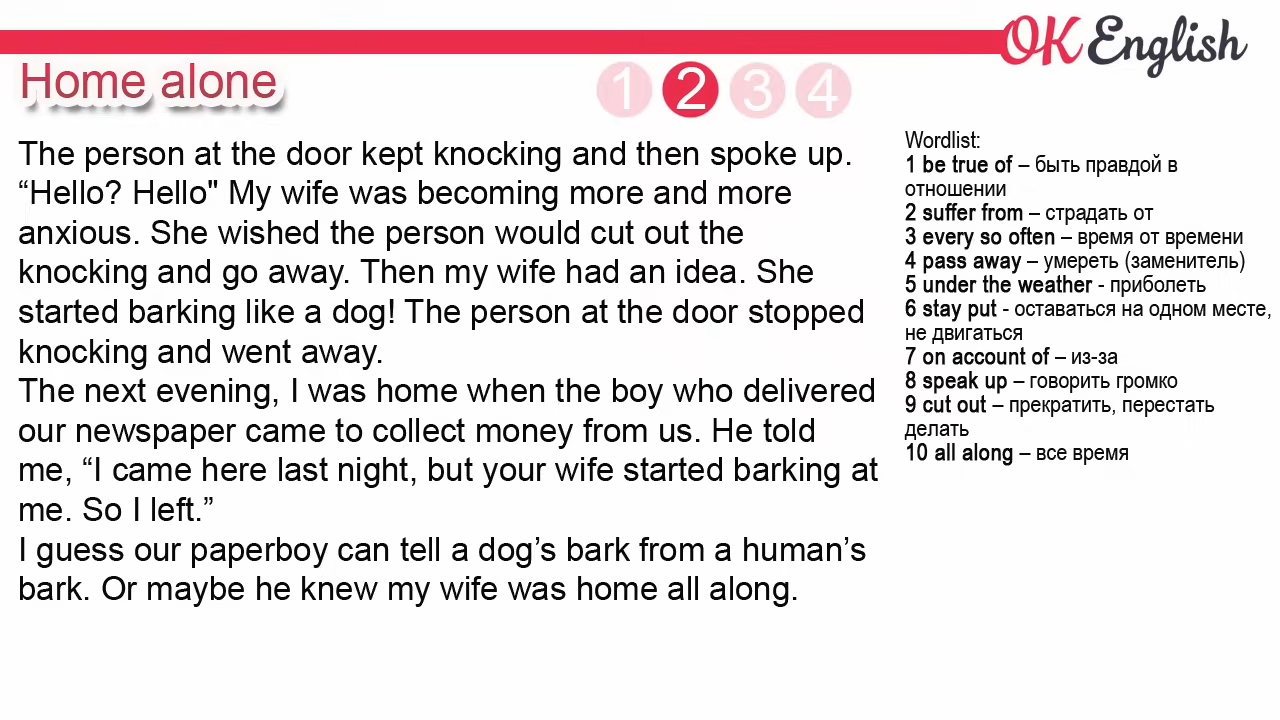 OK English
Home alone
1 2 3 4
The person at the door kept knocking and then spoke up.
“Hello? Hello" My wife was becoming more and more
anxious. She wished the person would cut out the
knocking and go away. Then my wife had an idea. She
started barking like a dog! The person at the door stopped
knocking and went away.
The next evening, I was home when the boy who delivered
our newspaper came to collect money from us. He told
me, “I came here last night, but your wife started barking at
me. So I left.”
I guess our paperboy can tell a dog’s bark from a human’s
bark. Or maybe he knew my wife was home all along.
Wordlist:
1 be true of – быть правдой в
отношении
2 suffer from – страдать от
3 every so often – время от времени
4 pass away – умереть (заменитель)
5 under the weather - приболеть
6 stay put - оставаться на одном месте,
не двигаться
7 on account of – из-за
8 speak up – говорить громко
9 cut out – прекратить, перестать
делать
10 all along – все время